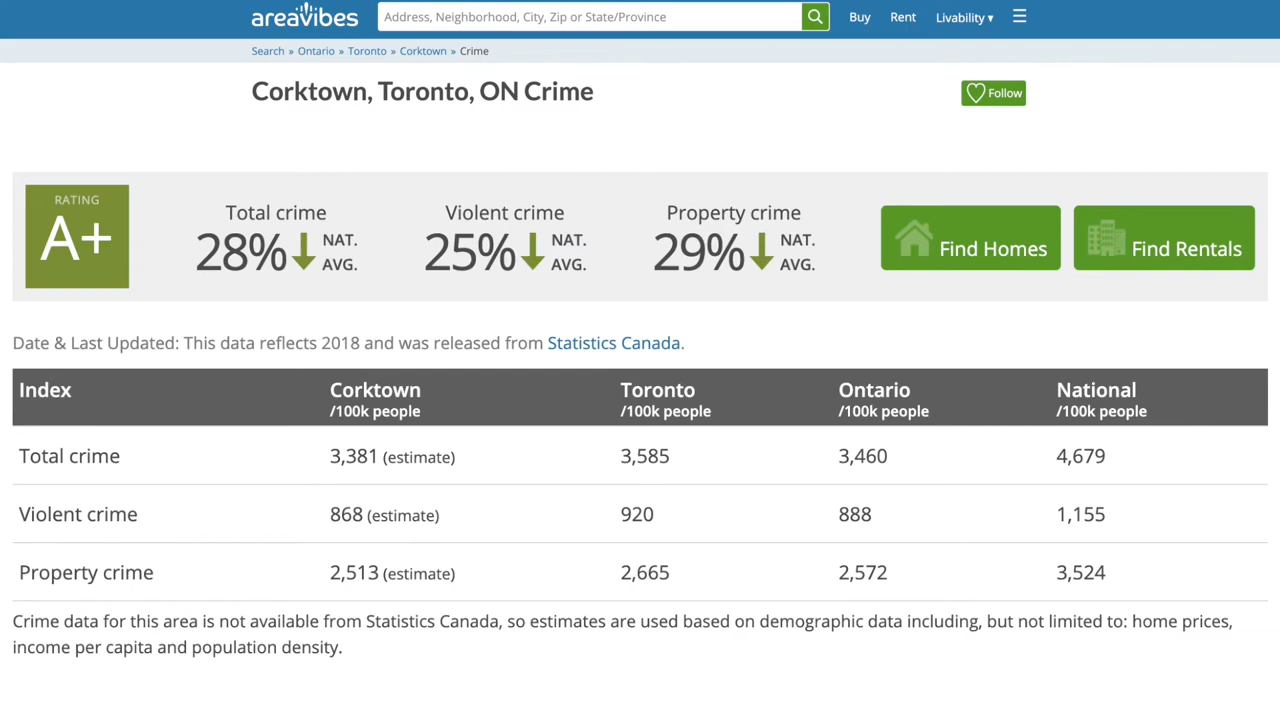 areavibes Address, Neighborhood, City, Zip or State/Province Buy Rent Livability ▾
Search » Ontario » Toronto » Corktown » Crime
Corktown, Toronto, ON Crime
Follow
RATING
A+
Total crime
28% NAT. AVG.
Violent crime
25% NAT. AVG.
Property crime
29% NAT. AVG.
Find Homes
Find Rentals
Date & Last Updated: This data reflects 2018 and was released from Statistics Canada.
Index Corktown Toronto Ontario National
/100k people /100k people /100k people /100k people
Total crime 3,381 (estimate) 3,585 3,460 4,679
Violent crime 868 (estimate) 920 888 1,155
Property crime 2,513 (estimate) 2,665 2,572 3,524
Crime data for this area is not available from Statistics Canada, so estimates are used based on demographic data including, but not limited to: home prices,
income per capita and population density.